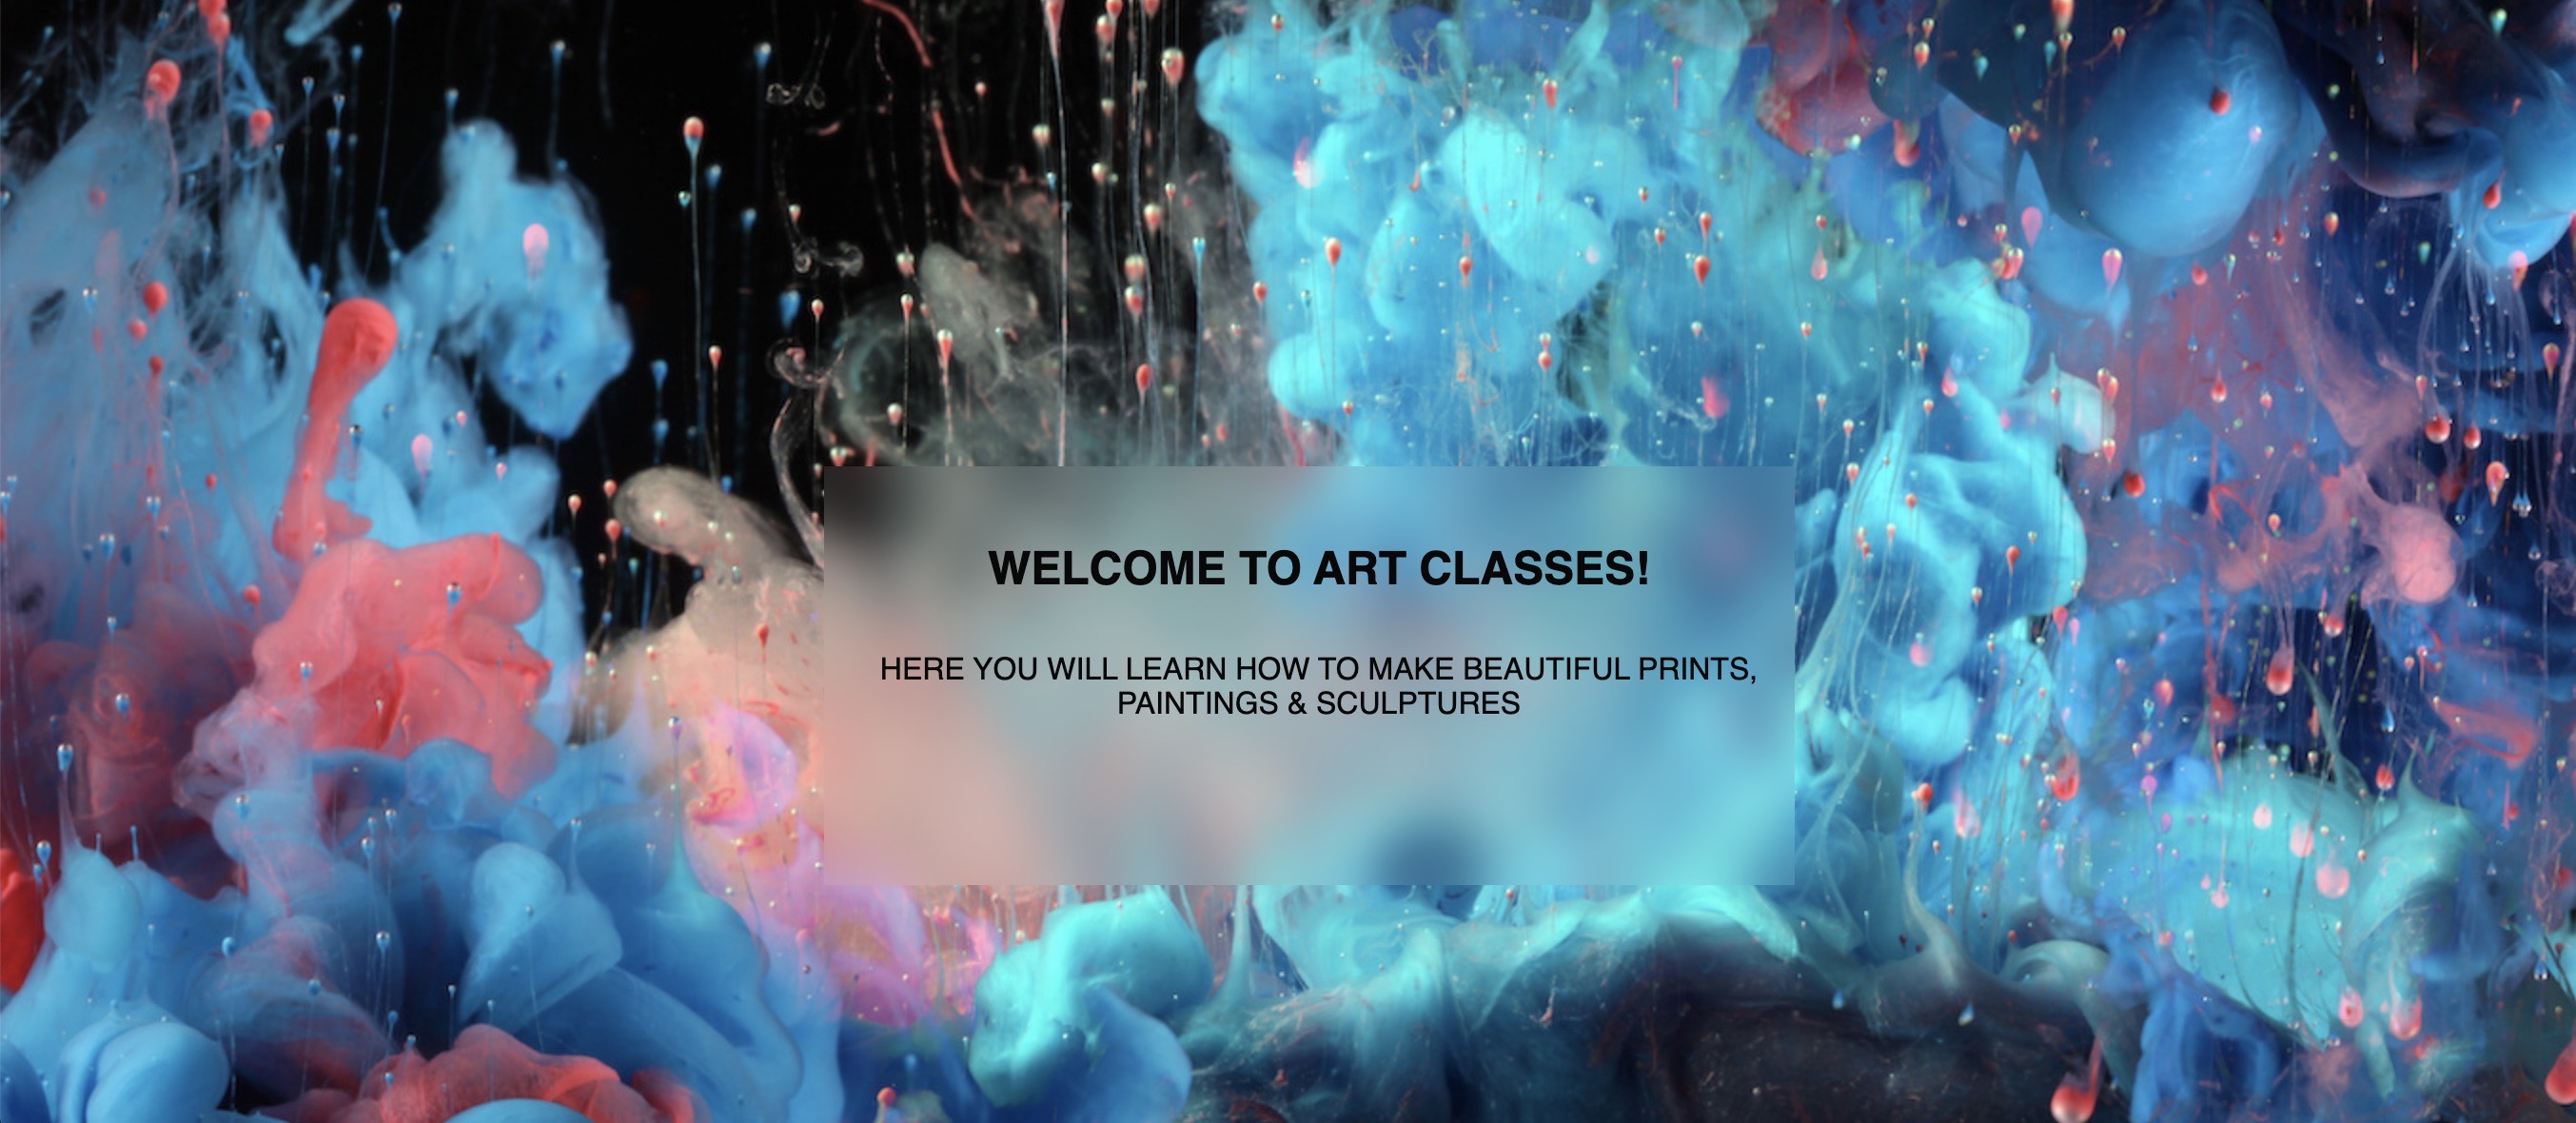 WELCOME TO ART CLASSES!
HERE YOU WILL LEARN HOW TO MAKE BEAUTIFUL PRINTS,
PAINTINGS & SCULPTURES